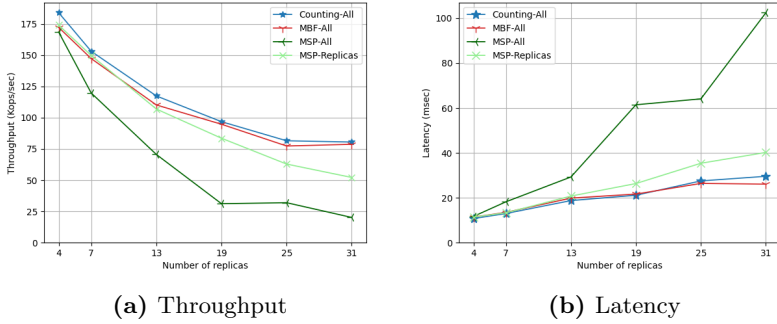 Throughput (Kops/sec)
175
150
125
100
75
50
25
0
4 7 13 19 25 31
Number of replicas
Counting-All
MBF-All
MSP-All
MSP-Replicas
(a) Throughput
Latency (msec)
100
80
60
40
20
0
4 7 13 19 25 31
Number of replicas
Counting-All
MBF-All
MSP-All
MSP-Replicas
(b) Latency